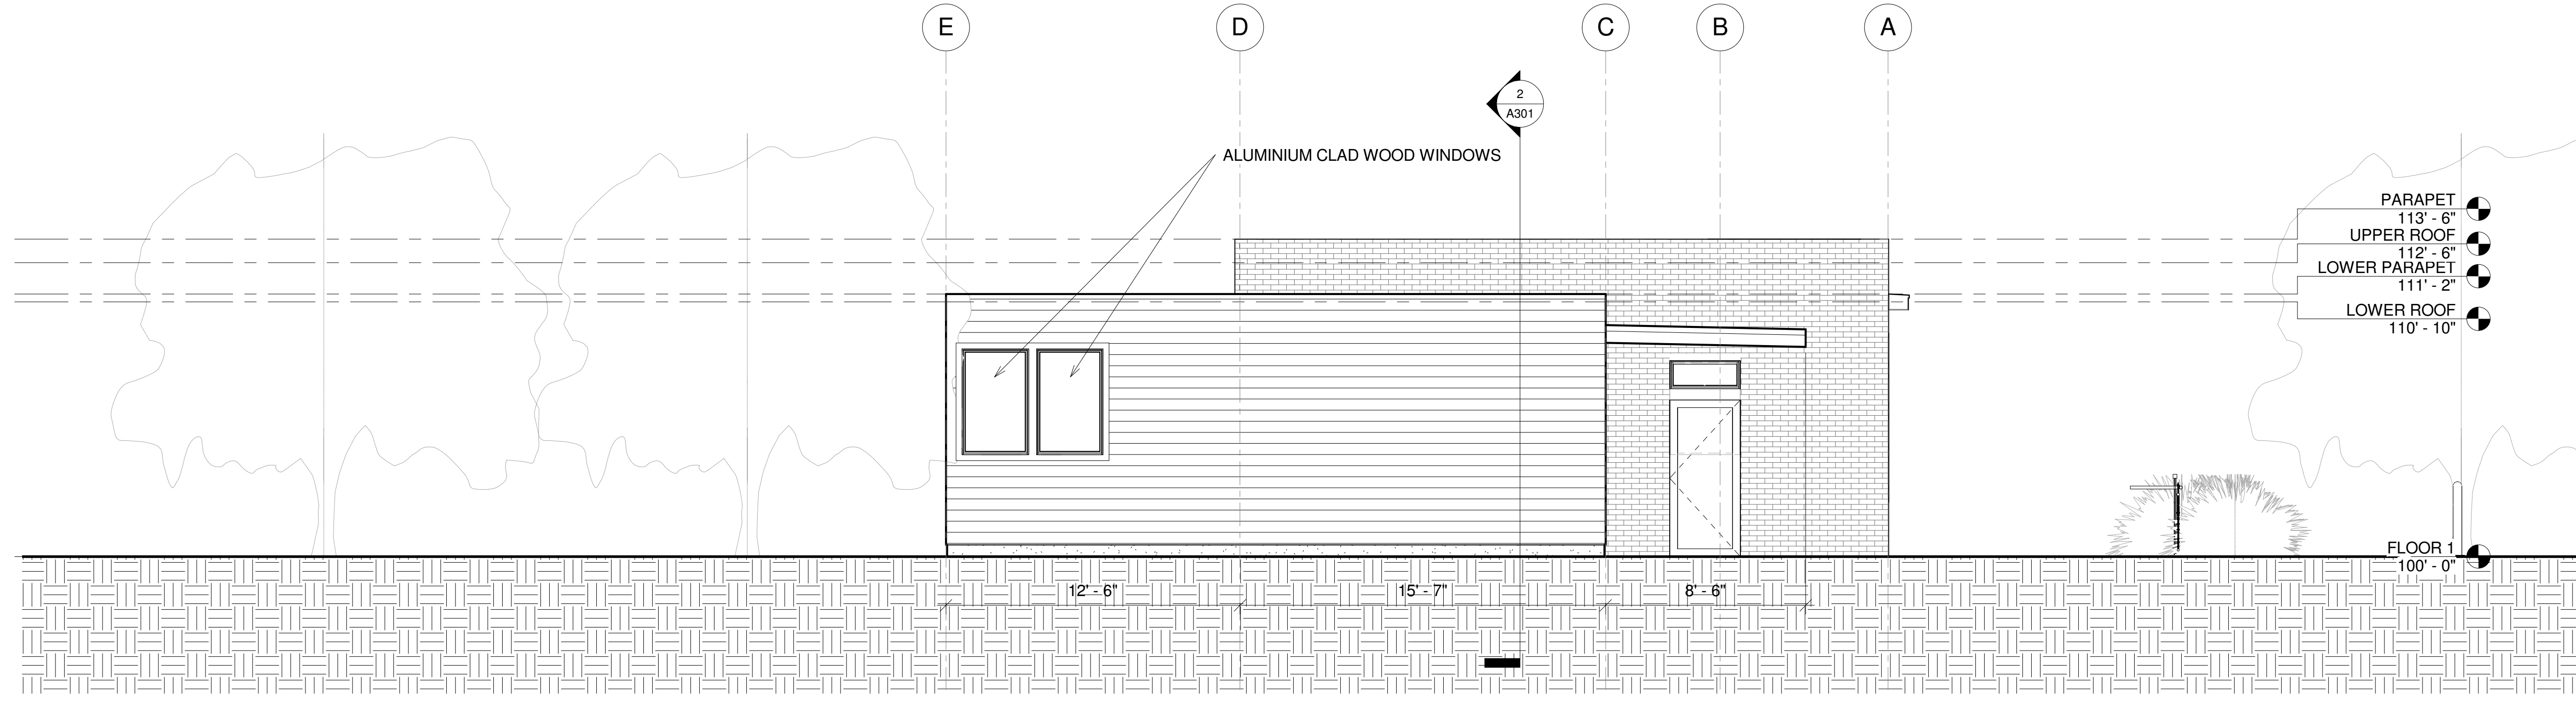 E
D
C
B
A
2
A301
ALUMINIUM CLAD WOOD WINDOWS
PARAPET
113' - 6"
UPPER ROOF
112' - 6"
LOWER PARAPET
111' - 2"
LOWER ROOF
110' - 10"
FLOOR 1
100' - 0"
12' - 6"
15' - 7"
8' - 6"